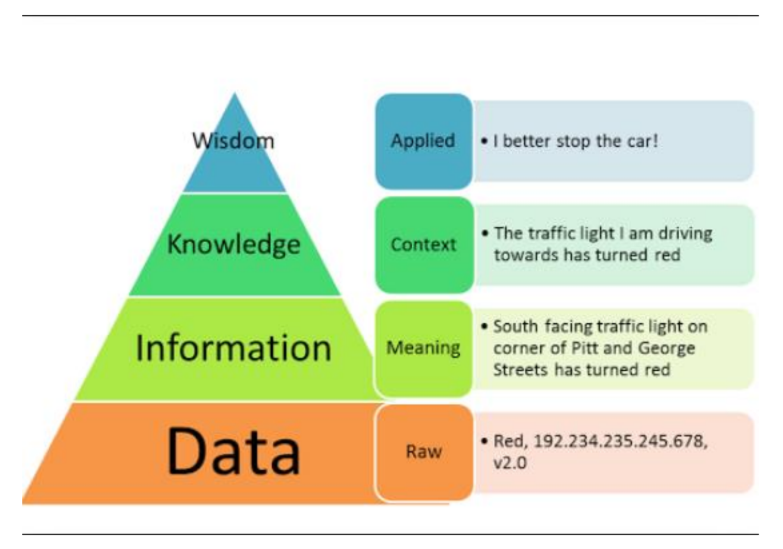 Wisdom
Applied
• I better stop the car!
Knowledge
Context
• The traffic light I am driving
towards has turned red
Information
Meaning
• South facing traffic light on
corner of Pitt and George
Streets has turned red
Data
Raw
• Red, 192.234.235.245.678,
v2.0